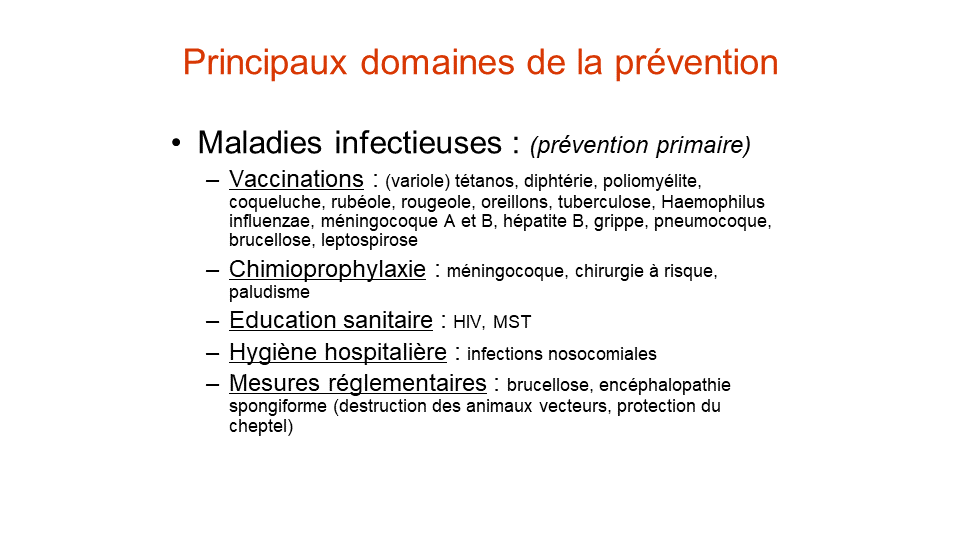 Principaux domaines de la prévention
• Maladies infectieuses : (prévention primaire)
– Vaccinations : (variole) tétanos, diphtérie, poliomyélite,
coqueluche, rubéole, rougeole, oreillons, tuberculose, Haemophilus
influenzae, méningocoque A et B, hépatite B, grippe, pneumocoque,
brucellose, leptospirose
– Chimioprophylaxie : méningocoque, chirurgie à risque,
paludisme
– Education sanitaire : HIV, MST
– Hygiène hospitalière : infections nosocomiales
– Mesures réglementaires : brucellose, encéphalopathie
spongiforme (destruction des animaux vecteurs, protection du
cheptel)